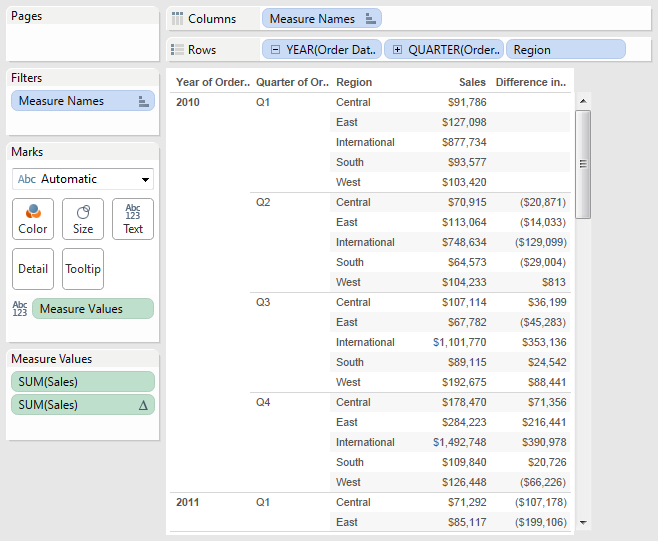 Pages
Columns
Measure Names
Rows
YEAR(Order Dat..
QUARTER(Order..
Region
Filters
Measure Names
Marks
Abc Automatic
Color
Size
Abc
123
Text
Detail
Tooltip
Abc
123
Measure Values
Measure Values
SUM(Sales)
SUM(Sales) Δ
Year of Order.. Quarter of Or.. Region Sales Difference in..
2010 Q1 Central $91,786
East $127,098
International $877,734
South $93,577
West $103,420
Q2 Central $70,915 ($20,871)
East $113,064 ($14,033)
International $748,634 ($129,099)
South $64,573 ($29,004)
West $104,233 $813
Q3 Central $107,114 $36,199
East $67,782 ($45,283)
International $1,101,770 $353,136
South $89,115 $24,542
West $192,675 $88,441
Q4 Central $178,470 $71,356
East $284,223 $216,441
International $1,492,748 $390,978
South $109,840 $20,726
West $126,448 ($66,226)
2011 Q1 Central $71,292 ($107,178)
East $85,117 ($199,106)